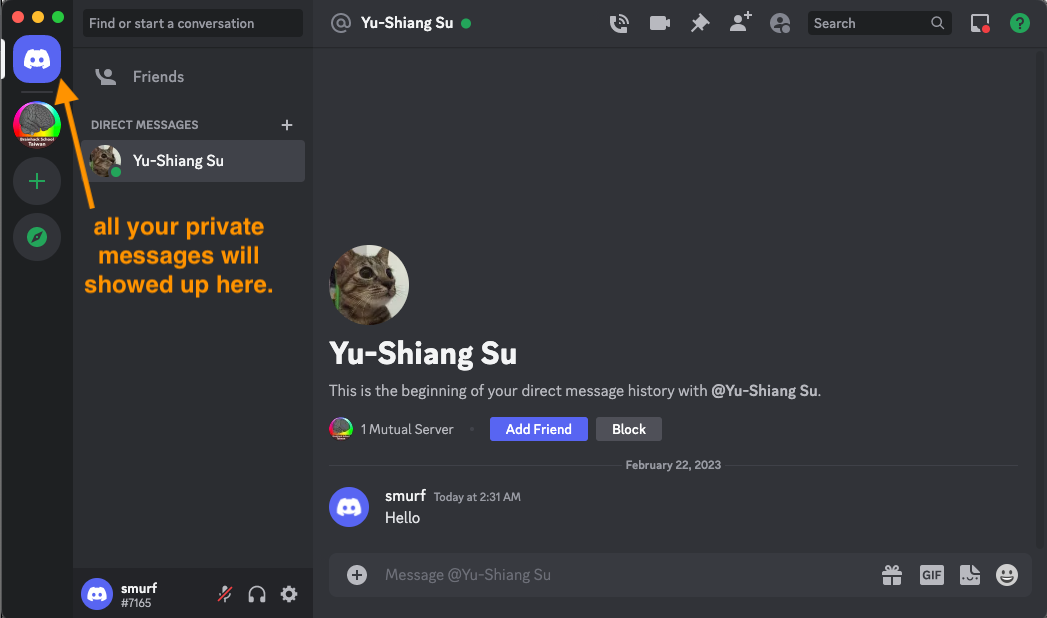 Find or start a conversation
Yu-Shiang Su
Search
Friends
DIRECT MESSAGES
Yu-Shiang Su
Brainhack School
Taiwan
all your private
messages will
showed up here.
Yu-Shiang Su
This is the beginning of your direct message history with @Yu-Shiang Su.
1 Mutual Server
Add Friend
Block
February 22, 2023
smurf Today at 2:31 AM
Hello
Message @Yu-Shiang Su
GIF
smurf
#7165